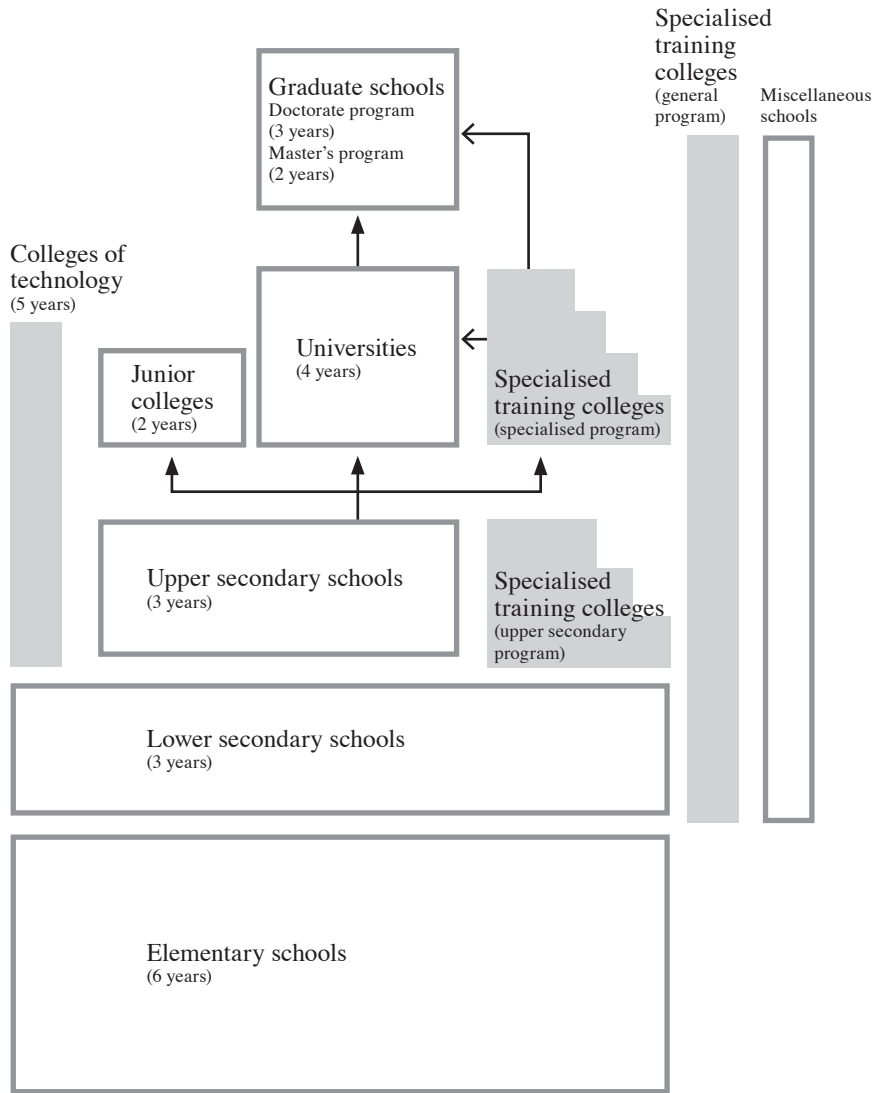 Specialised
training
colleges
(general
program)
Miscellaneous
schools
Graduate schools
Doctorate program
(3 years)
Master's program
(2 years)
Colleges of
technology
(5 years)
Junior
colleges
(2 years)
Universities
(4 years)
Specialised
training colleges
(specialised program)
Upper secondary schools
(3 years)
Specialised
training colleges
(upper secondary
program)
Lower secondary schools
(3 years)
Elementary schools
(6 years)